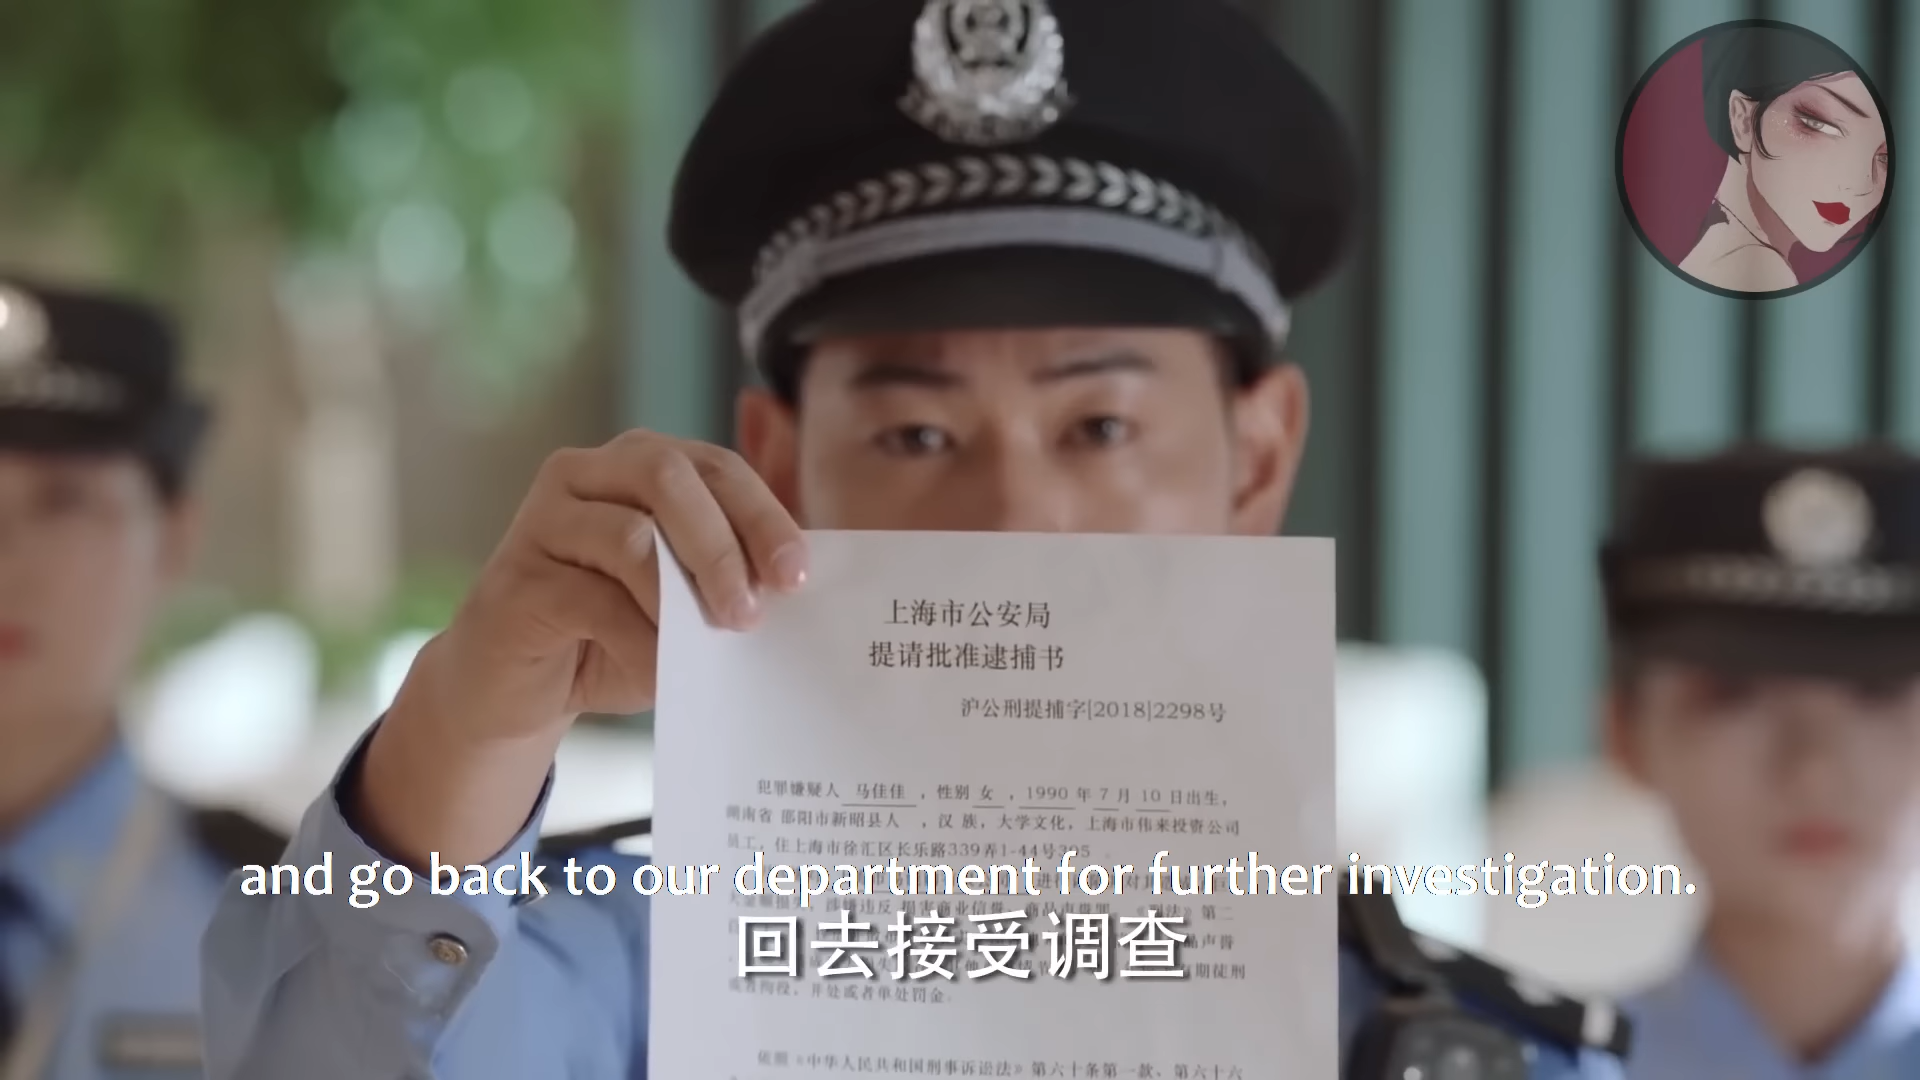 上海市公安局
提请批准逮捕书
沪公刑提捕字[2018]2298号
犯罪嫌疑人 马佳佳 ，性别 女 ，1990 年 7 月 10 日出生，
湖南省 邵阳市新昭县人 ，汉 族，大学文化，上海市伟来投资公司
员工，住上海市徐汇区长乐路339弄1-44号305
and go back to our department for further investigation.
回去接受调查
或者拘役，并处或者单处罚金。
依照《中华人民共和国刑事诉讼法》第六十条第一款、第六十六